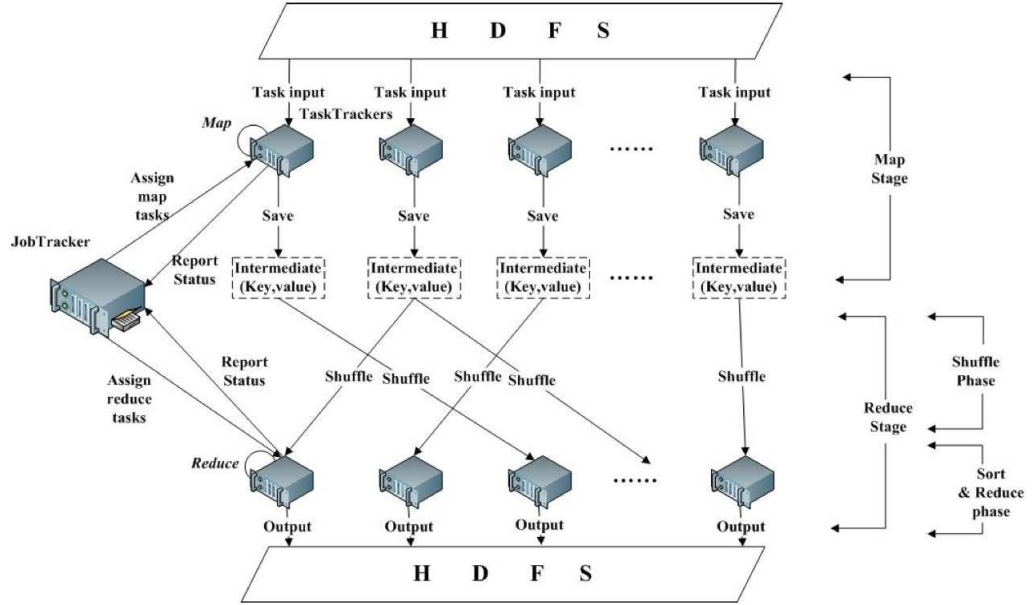 H D F S
Task input
Task input
Task input
Task input
TaskTrackers
Map
......
Map
Stage
Assign
map
tasks
Save
Save
Save
Save
JobTracker
Report
Status
Intermediate
(Key,value)
Intermediate
(Key,value)
Intermediate
(Key,value)
......
Intermediate
(Key,value)
Report
Status
Shuffle
Shuffle
Shuffle
Shuffle
Shuffle
Shuffle
Phase
Assign
reduce
tasks
Reduce
Stage
Reduce
......
Sort
& Reduce
phase
Output
Output
Output
Output
H D F S